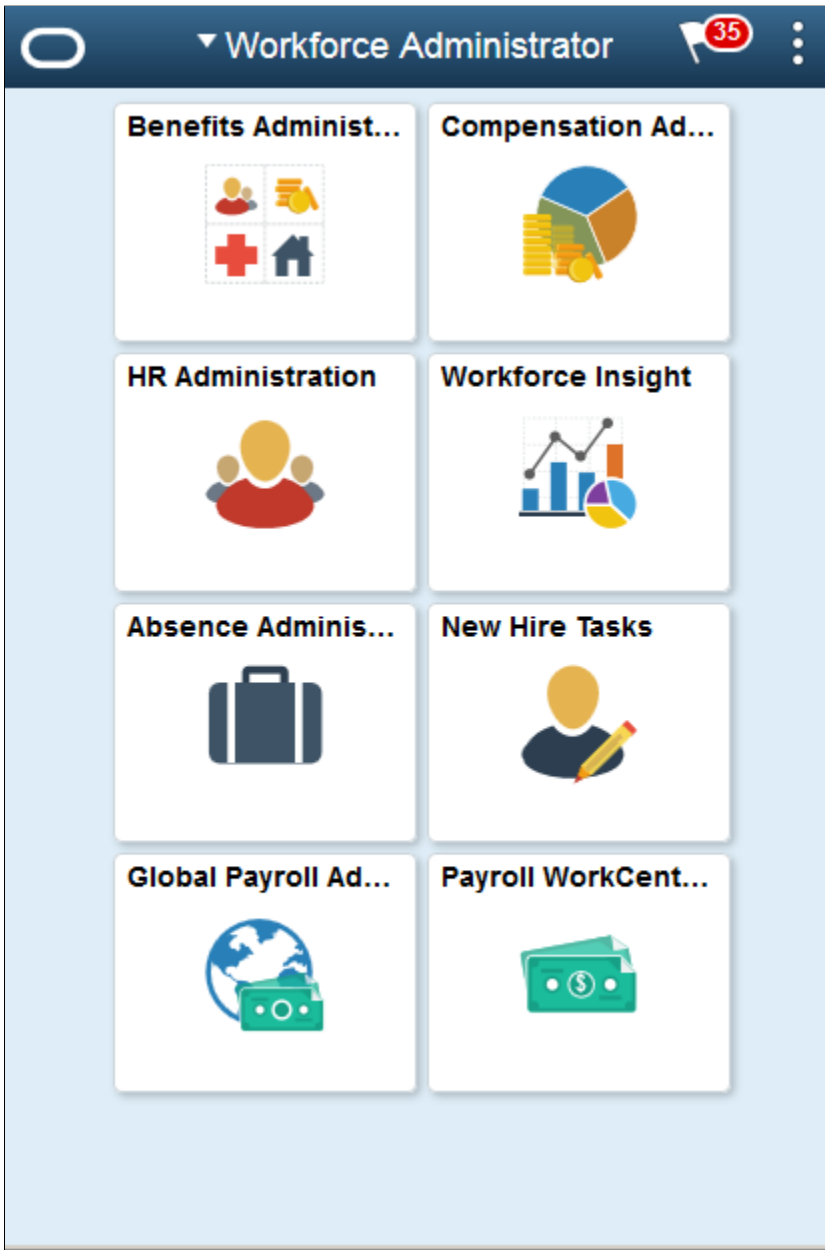 Workforce Administrator
35
Benefits Administ...
Compensation Ad...
HR Administration
Workforce Insight
Absence Adminis...
New Hire Tasks
Global Payroll Ad...
Payroll WorkCent...
$